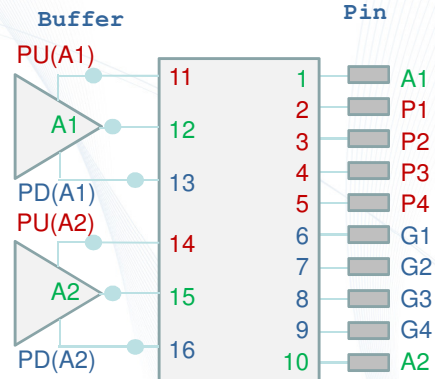 Buffer Pin
PU(A1)
11 1 A1
2 P1
A1 12 3 P2
4 P3
PD(A1) 13 5 P4
PU(A2)
14 6 G1
7 G2
A2 15 8 G3
9 G4
PD(A2) 16 10 A2